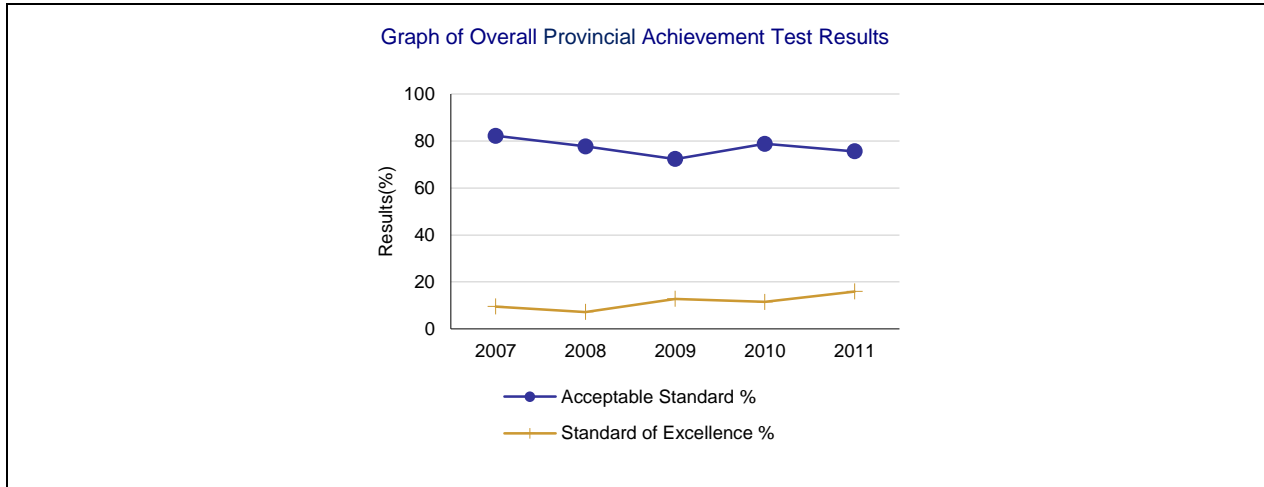 Graph of Overall Provincial Achievement Test Results
100
80
60
40
20
0
Results(%)
2007 2008 2009 2010 2011
Acceptable Standard %
Standard of Excellence %